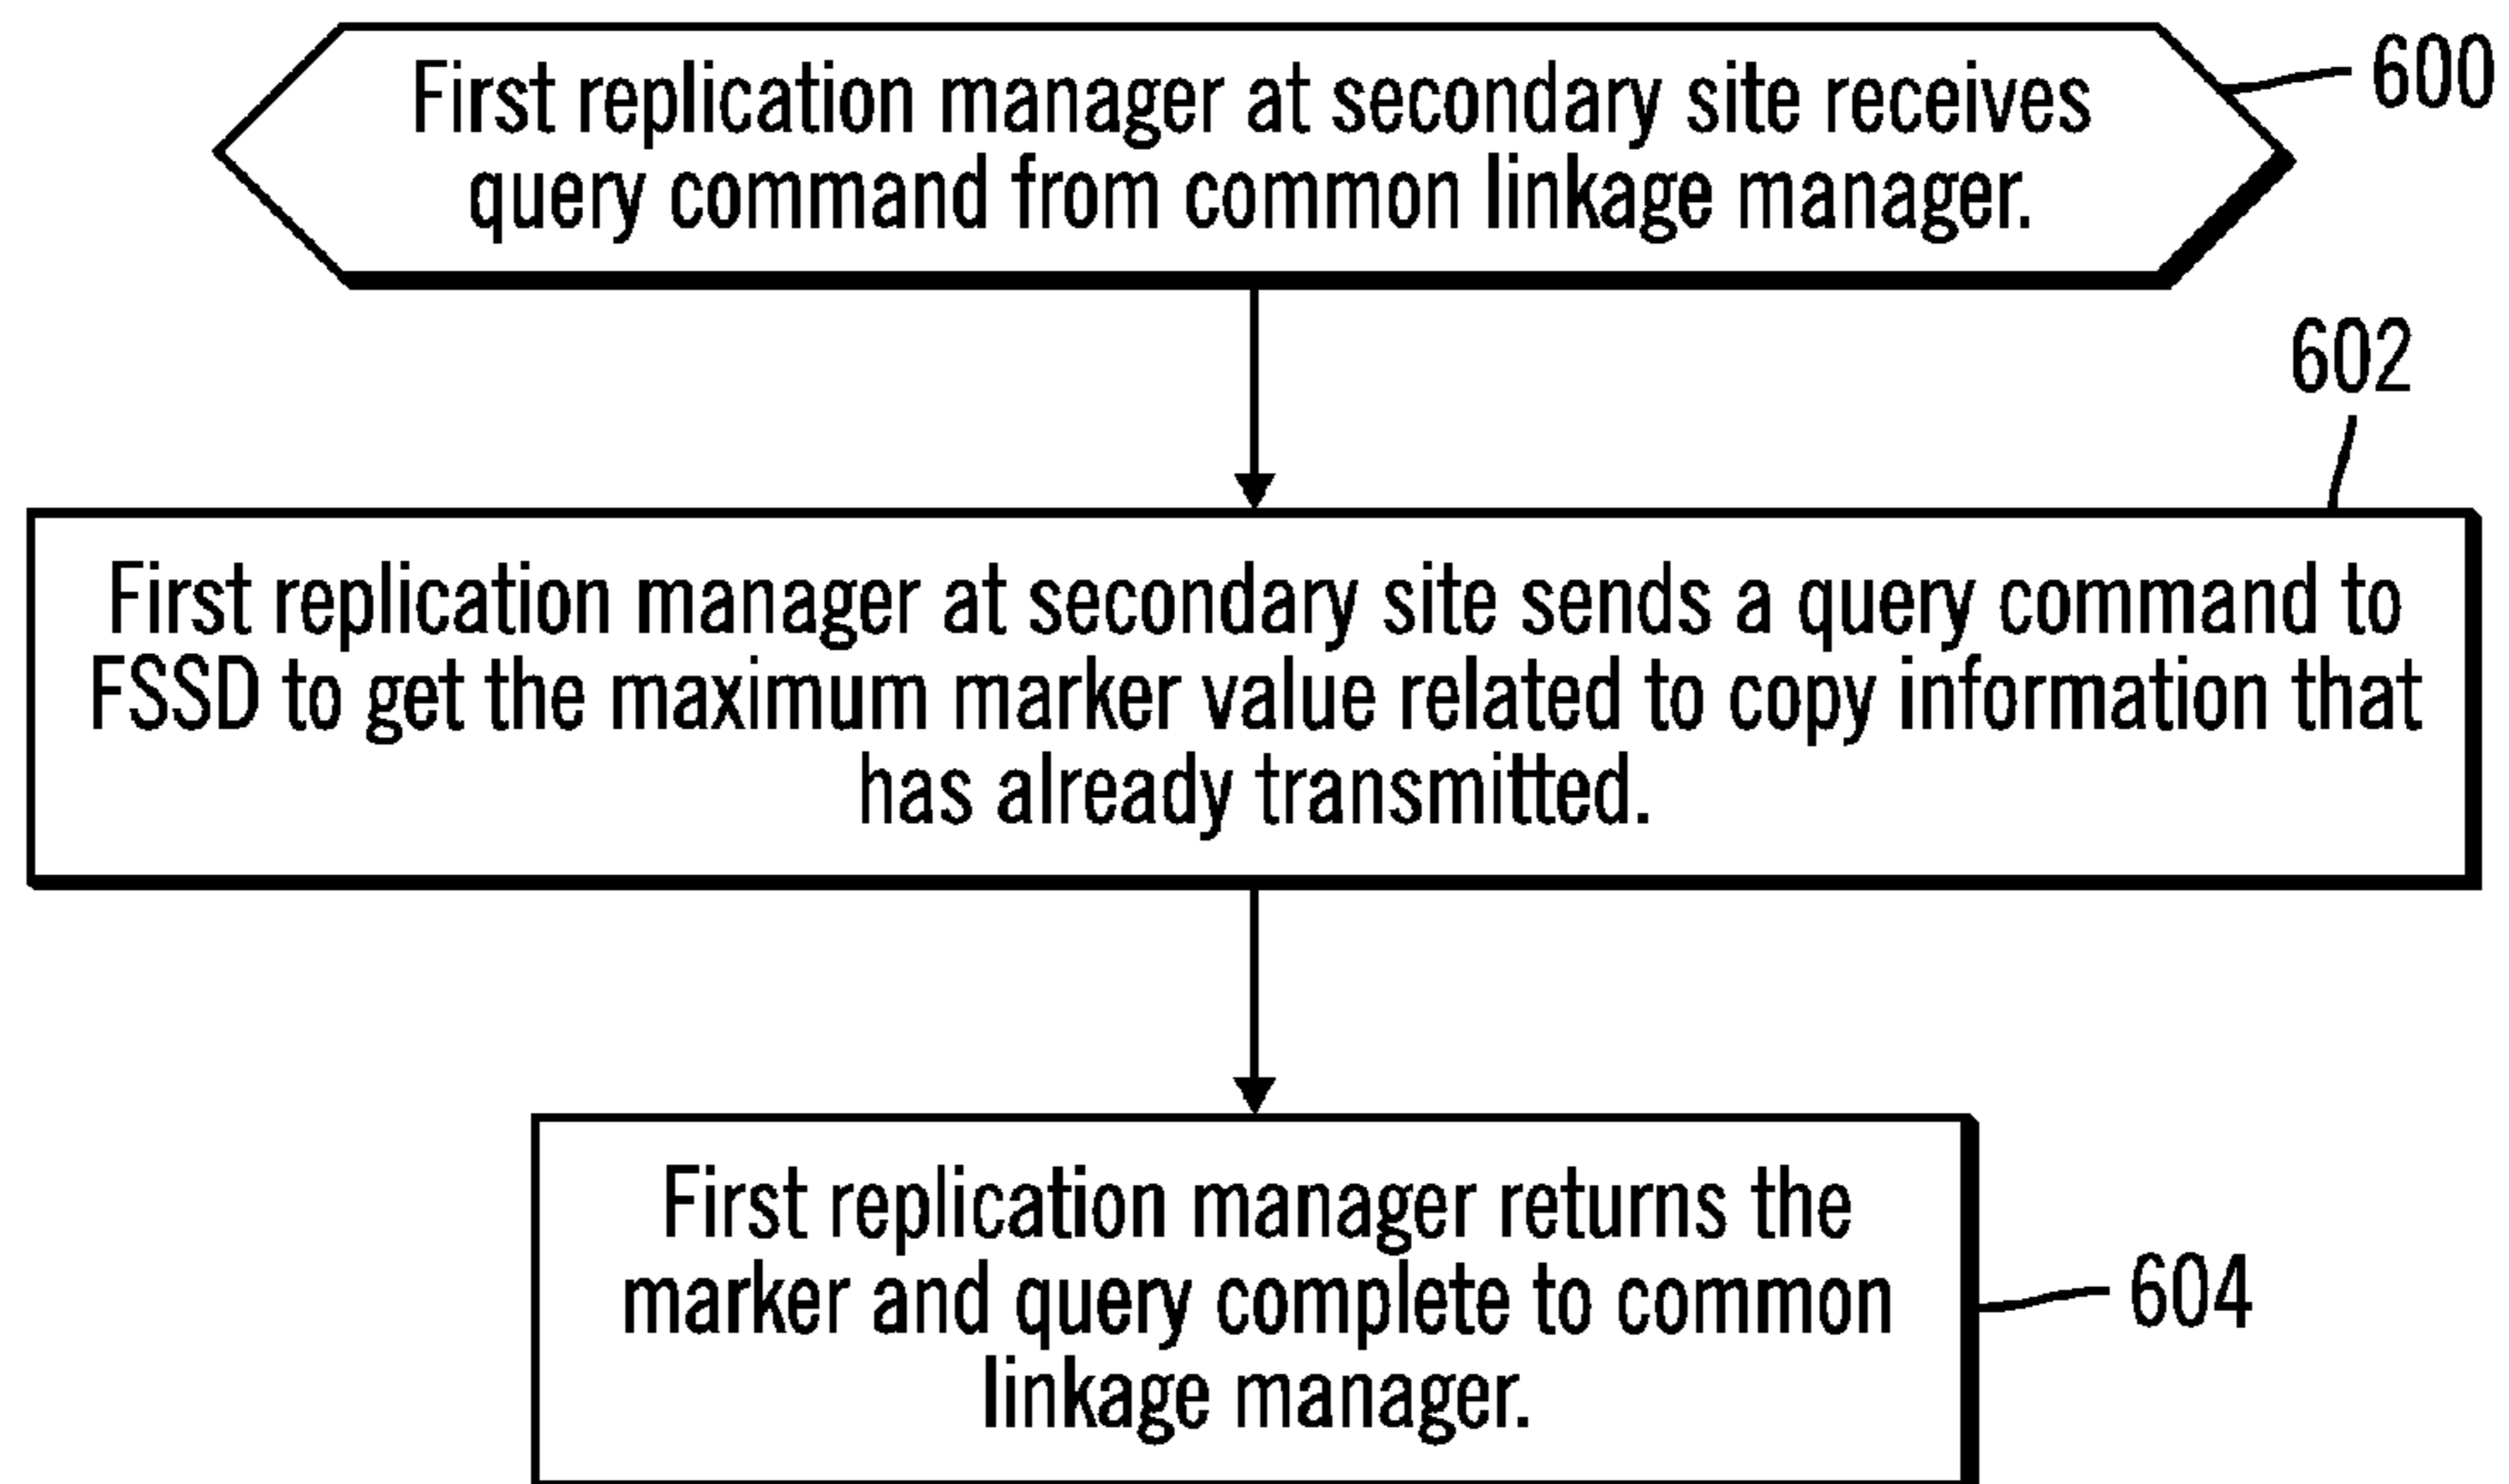 First replication manager at secondary site receives
query command from common linkage manager.
600
602
First replication manager at secondary site sends a query command to
FSSD to get the maximum marker value related to copy information that
has already transmitted.
First replication manager returns the
marker and query complete to common
linkage manager.
604